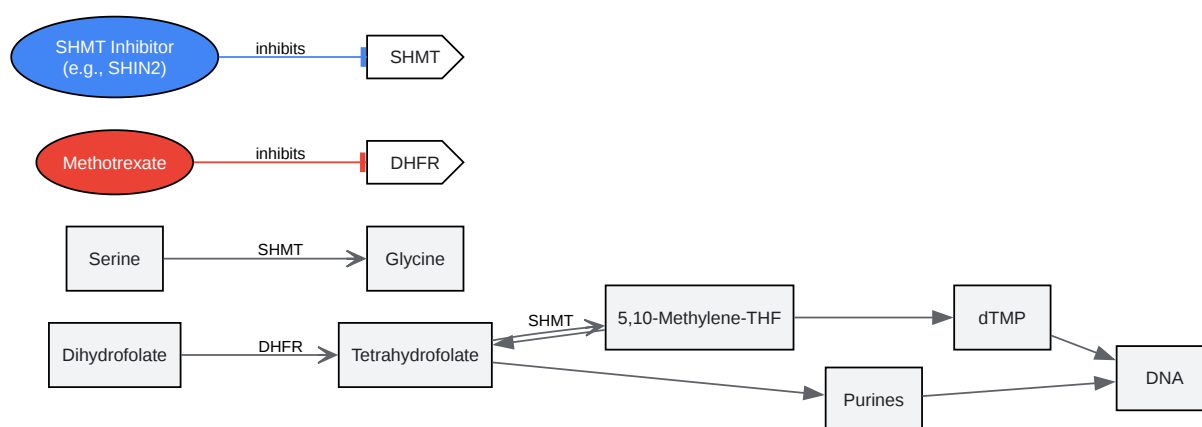 SHMT Inhibitor
(e.g., SHIN2)
inhibits
SHMT
Methotrexate
inhibits
DHFR
Serine
SHMT
Glycine
Dihydrofolate
DHFR
Tetrahydrofolate
SHMT
5,10-Methylene-THF
dTMP
Purines
DNA